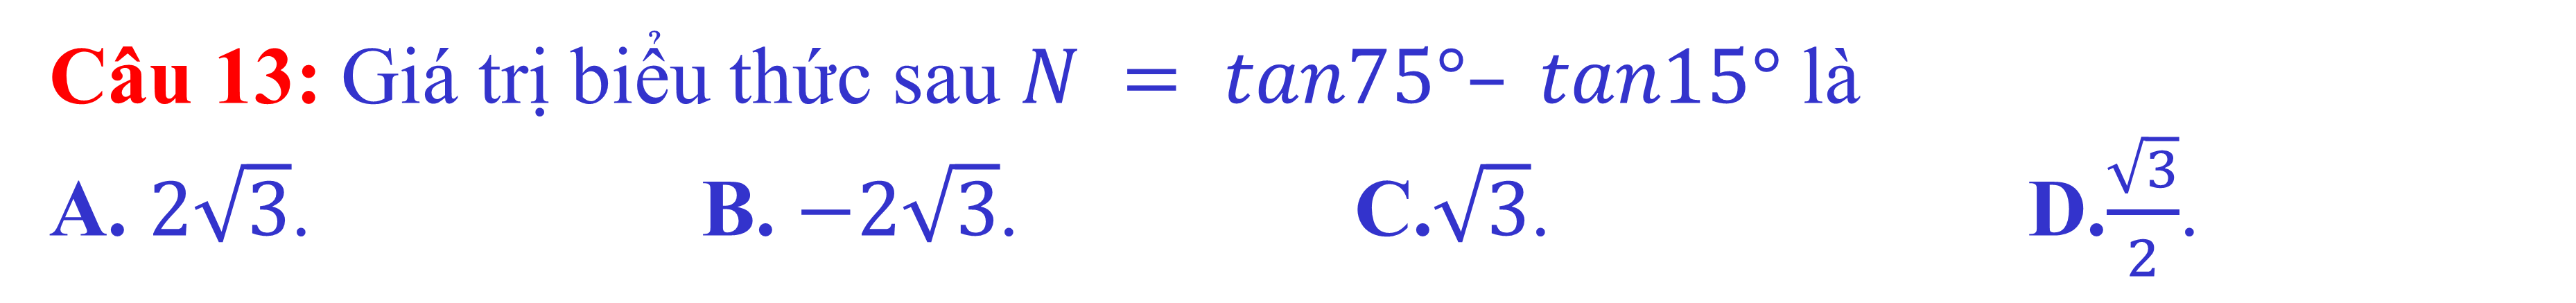 Câu 13: Giá trị biểu thức sau N = tan75°– tan15° là
A. 2√3. B. −2√3. C.√3. D.√3/2.